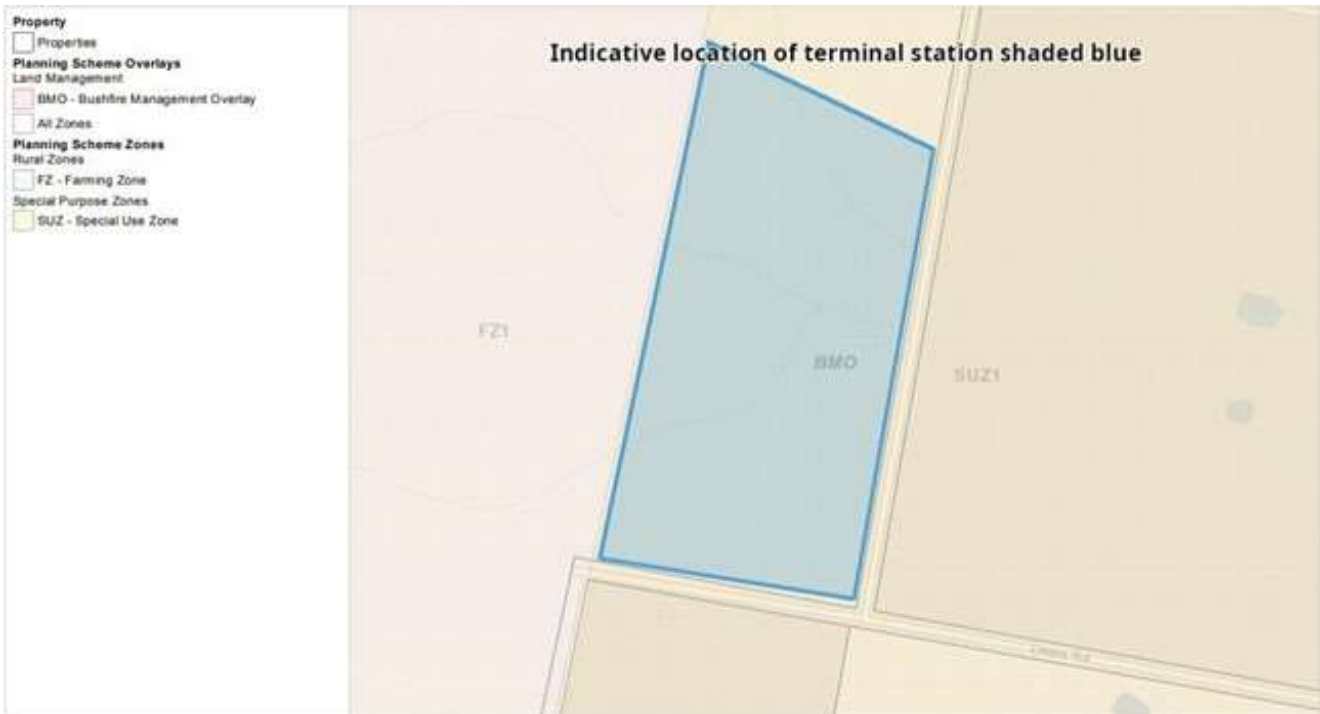 Property
Properties
Planning Scheme Overlays
Land Management
BMO - Bushfire Management Overlay
All Zones
Planning Scheme Zones
Rural Zones
FZ - Farming Zone
Special Purpose Zones
SUZ - Special Use Zone
Indicative location of terminal station shaded blue
FZ1
BMO
SUZ1
Rd